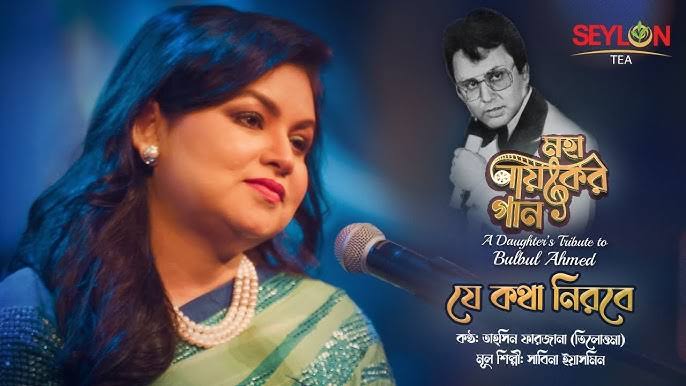 SEYLON
TEA
মহা
নায়কের
গান
A Daughter's Tribute to
Bulbul Ahmed
যে কথা নিরবে
কণ্ঠ: তাহসিন ফারজানা (তিলোত্তমা)
মূল শিল্পী: সাবিনা ইয়াসমিন